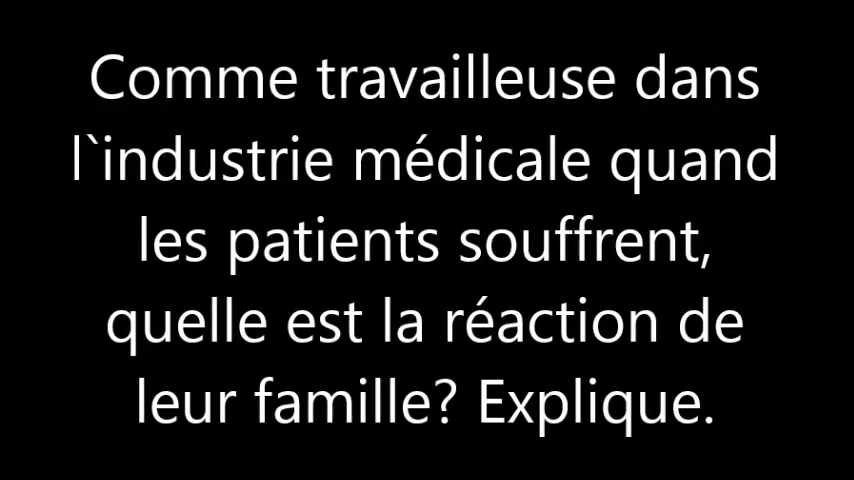 Comme travailleuse dans
l`industrie médicale quand
les patients souffrent,
quelle est la réaction de
leur famille? Explique.